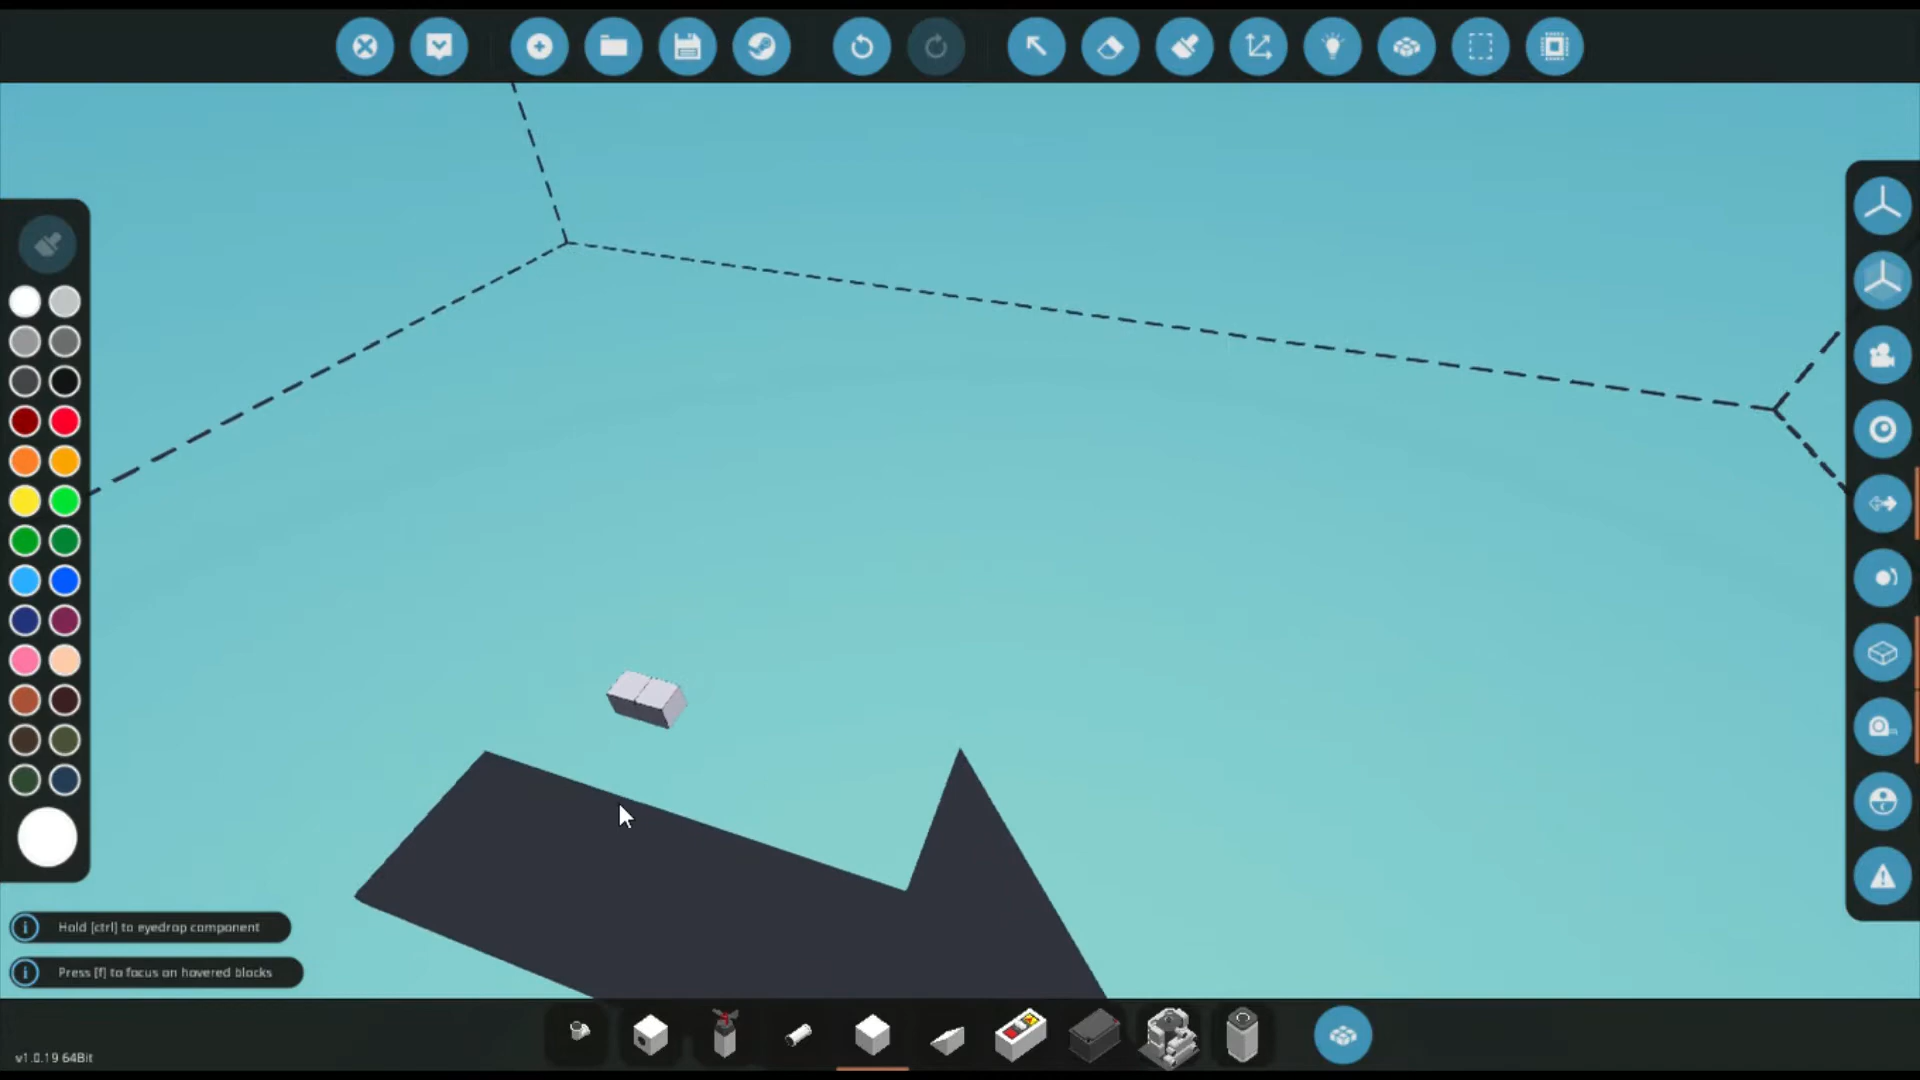 Hold [ctrl] to eyedrop component
Press [f] to focus on hovered blocks
v1.0.19 64Bit